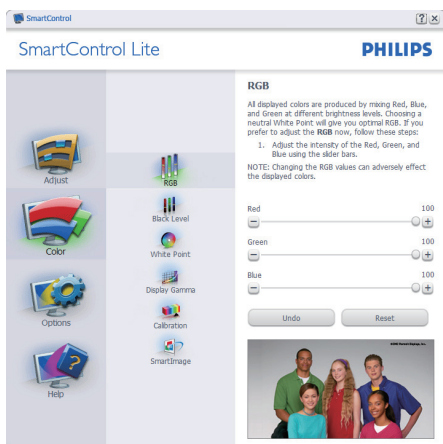 SmartControl
SmartControl Lite
PHILIPS
Adjust
Color
Options
Help
RGB
Black Level
White Point
Display Gamma
Calibration
SmartImage
RGB
All displayed colors are produced by mixing Red, Blue,
and Green at different brightness levels. Choosing a
neutral White Point will give you optimal RGB. If you
prefer to adjust the RGB now, follow these steps:
1. Adjust the intensity of the Red, Green, and
Blue using the slider bars.
NOTE: Changing the RGB values can adversely effect
the displayed colors.
Red 100
Green 100
Blue 100
Undo Reset